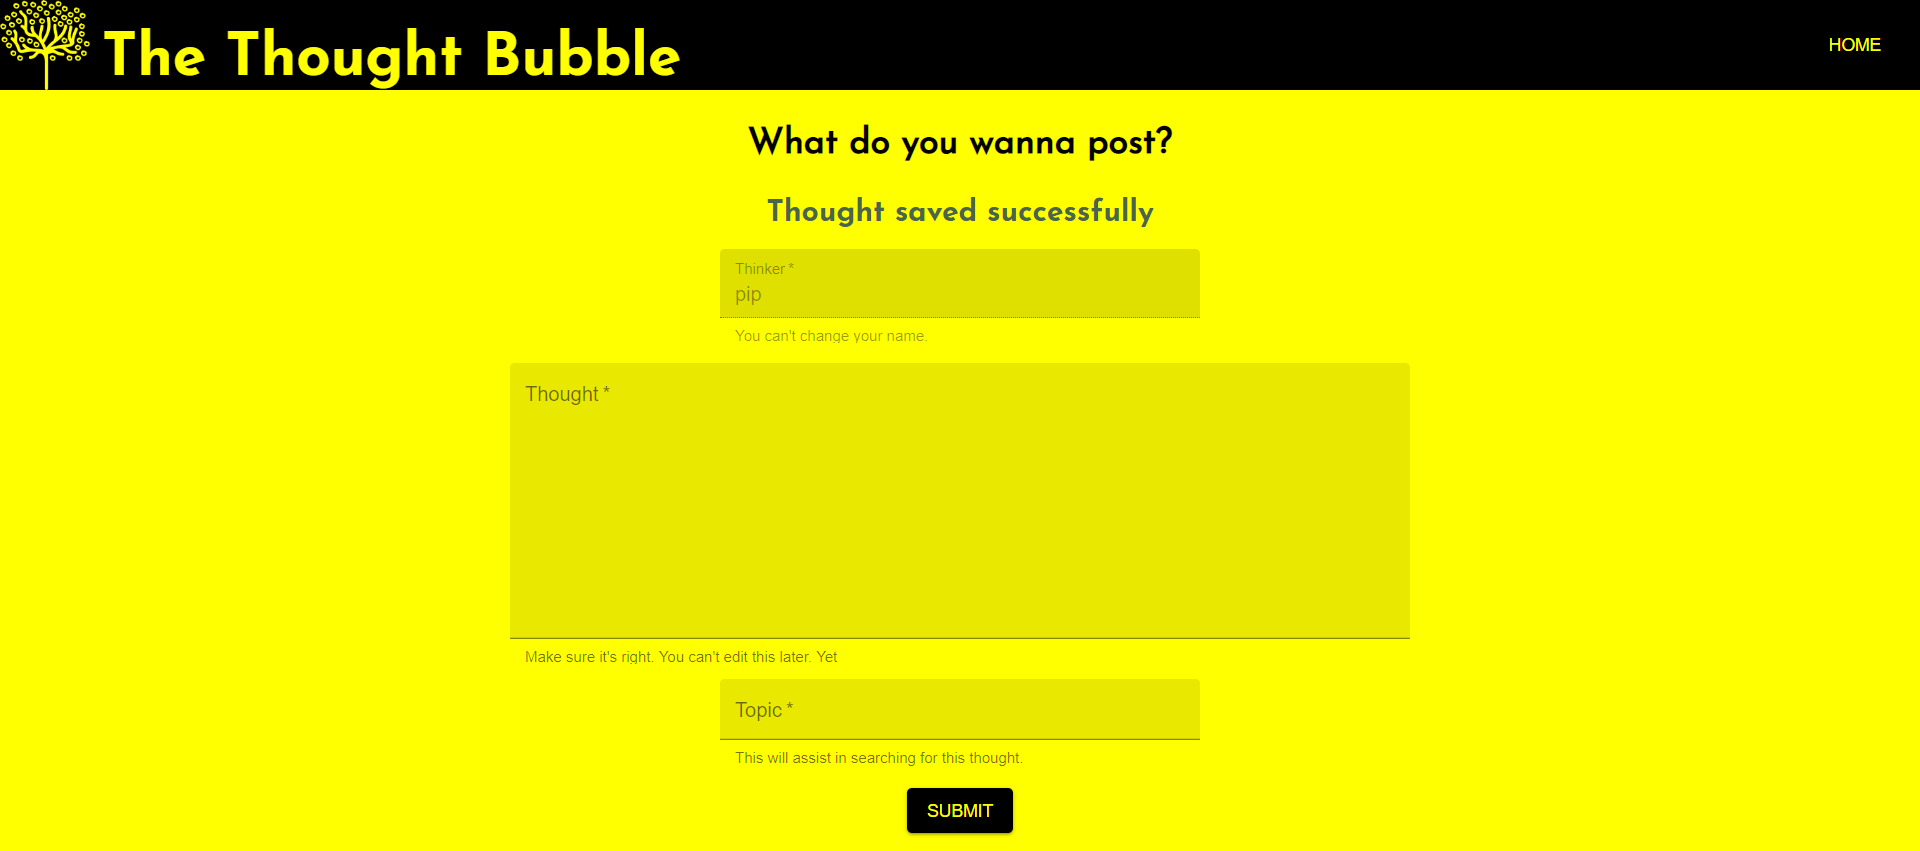 The Thought Bubble
HOME
What do you wanna post?
Thought saved successfully
Thinker *
pip
You can't change your name.
Thought *
Make sure it's right. You can't edit this later. Yet
Topic *
This will assist in searching for this thought.
SUBMIT